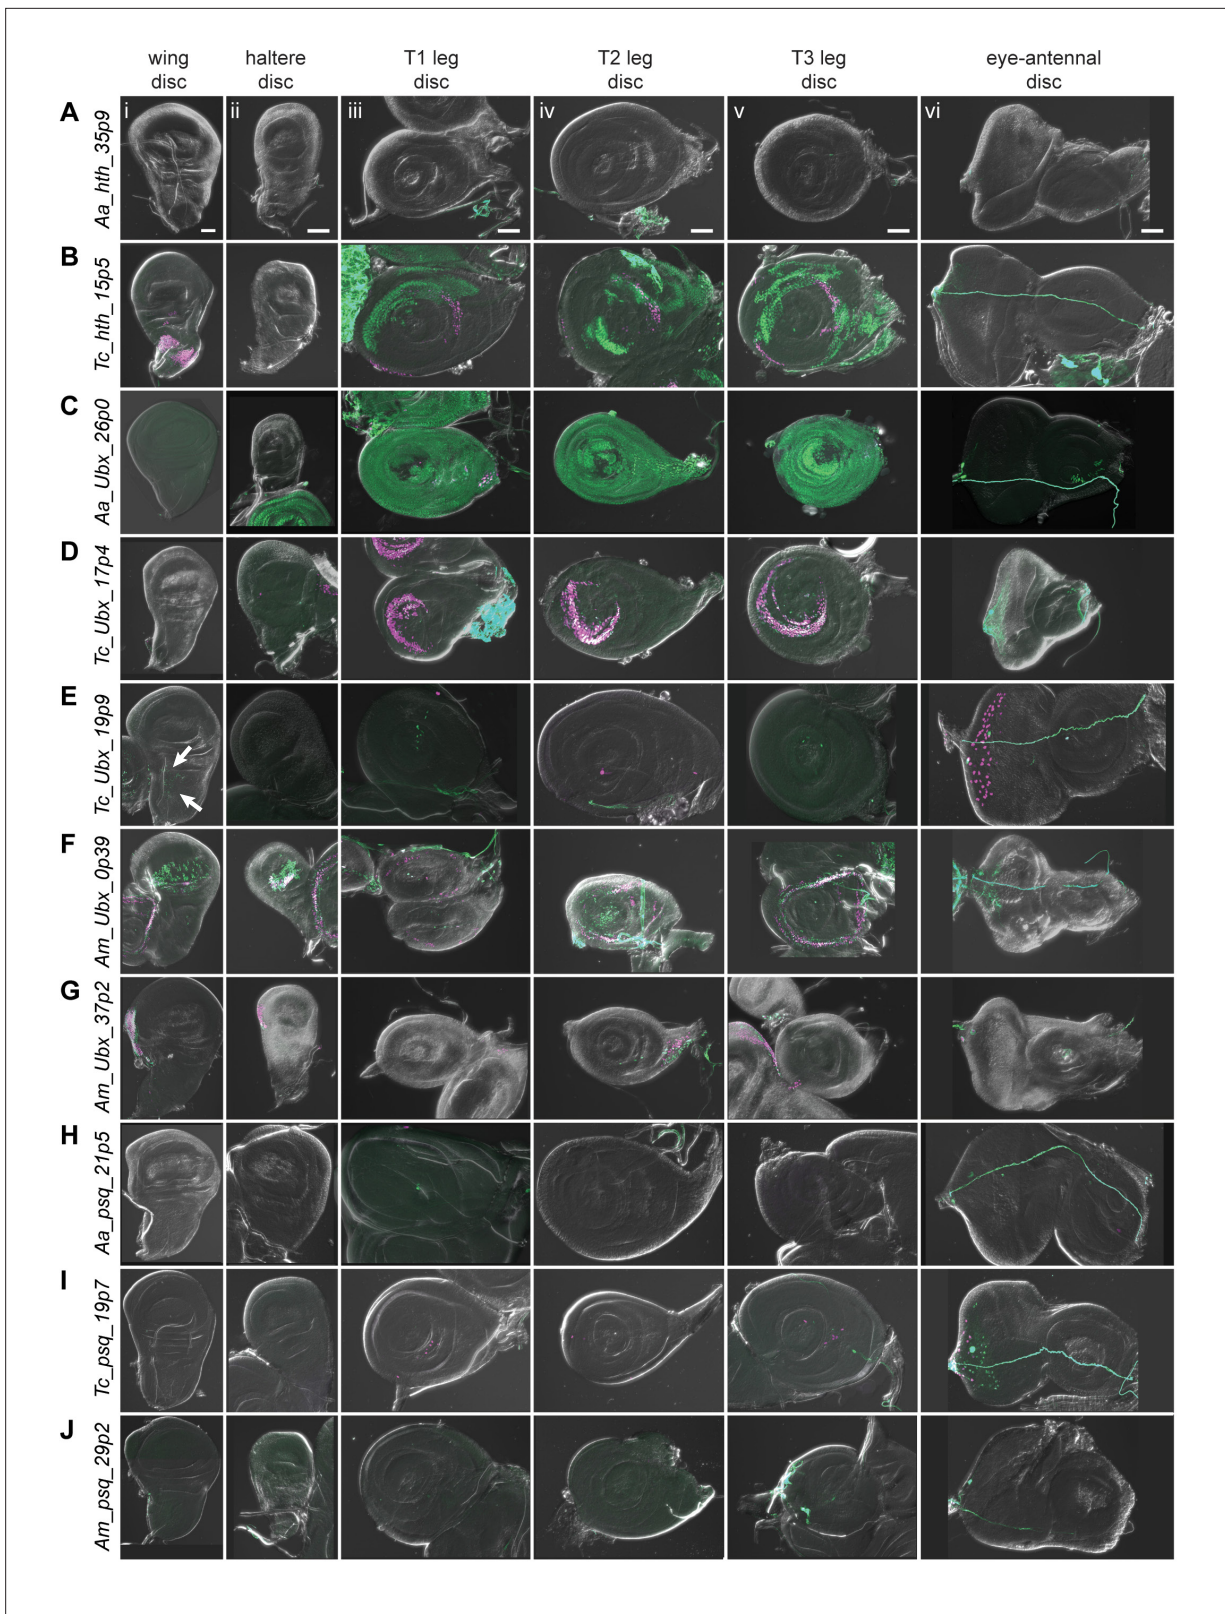 wing disc
haltere disc
T1 leg disc
T2 leg disc
T3 leg disc
eye-antennal disc
A
Aa_hth_35p9
i
ii
iii
iv
v
vi
B
Tc_hth_15p5
C
Aa_Ubx_26p0
D
Tc_Ubx_17p4
E
Tc_Ubx_19p9
F
Am_Ubx_0p39
G
Am_Ubx_37p2
H
Aa_psq_21p5
I
Tc_psq_19p7
J
Am_psq_29p2